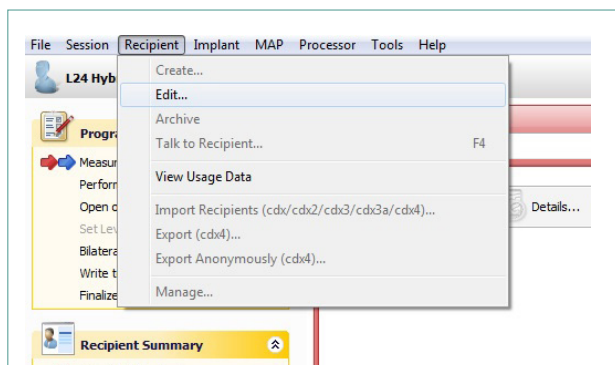 File Session Recipient Implant MAP Processor Tools Help
L24 Hyb
Create...
Edit...
Archive
Talk to Recipient... F4
View Usage Data
Import Recipients (cdx/cdx2/cdx3/cdx3a/cdx4)...
Export (cdx4)...
Export Anonymously (cdx4)...
Manage...
Progra
Measur
Perform
Open c
Set Lev
Bilatera
Write t
Finalize
Details...
Recipient Summary